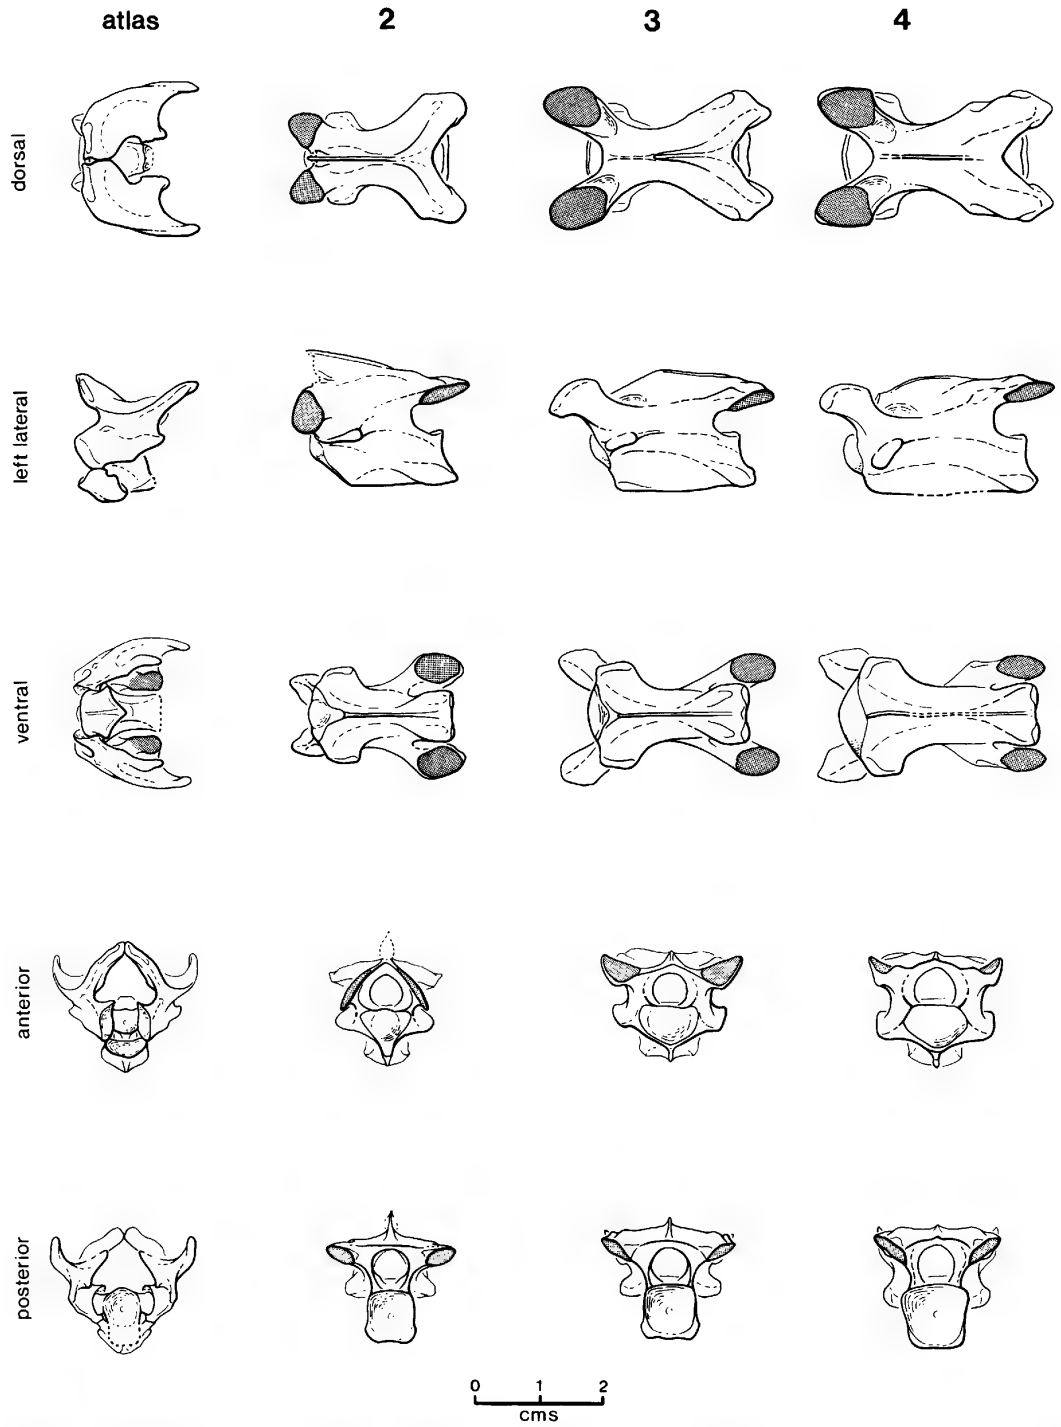 atlas 2 3 4
dorsal
left lateral
ventral
anterior
posterior
0 1 2
cms